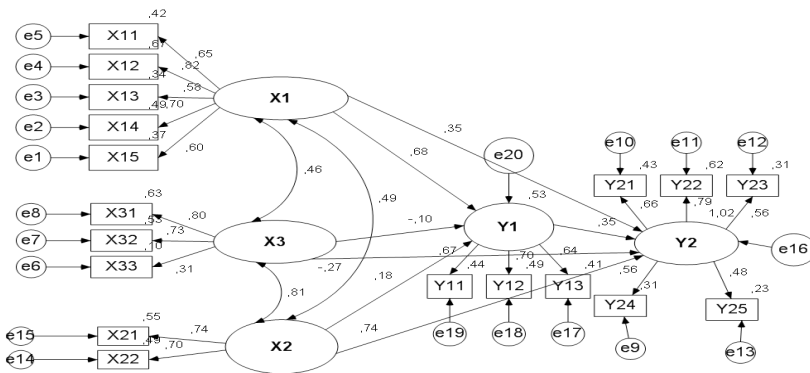 e5 X11 ,42
e4 X12 ,67 ,65
e3 X13 ,34 ,82
,58
e2 X14 ,49 ,70
e1 X15 ,37
,60
X1
,35
,68
,46
,49
e20
,53
e10 e11 e12
,43 ,62 ,31
Y21 Y22 Y23
,66 ,79 ,56
1,02
e8 X31 ,63
,80
e7 X32 ,53
,73
e6 X33
,31
X3
-,10
-,27
,81
Y1
,35
Y2
e16
,67 ,70 ,64
,44 ,49 ,41
Y11 Y12 Y13
e19 e18 e17
,18
,74
,56 ,48
,31 ,23
Y24 Y25
e9 e13
e15 X21 ,55
,74
e14 X22 ,49
,70
X2